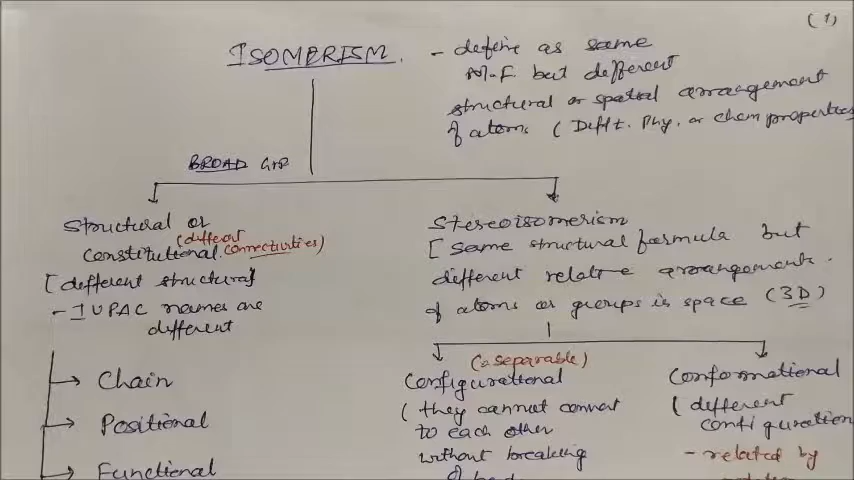 (1)
ISOMERISM. - define as same
M.F. but different
structural or spatial arrangement
of atoms (Difft. Phy. or chem properties
BROAD GRP
Structural or
Constitutional. (different connectivities)
[different structural]
- IUPAC names are
different
→ Chain
→ Positional
→ Functional
Stereoisomerism
[Same structural formula but
different relative arrangements.
of atoms or groups in space (3D)
(separable)
Configurational
(they cannot convert
to each other
without breaking
of
Conformational
(different
configuration
- related by